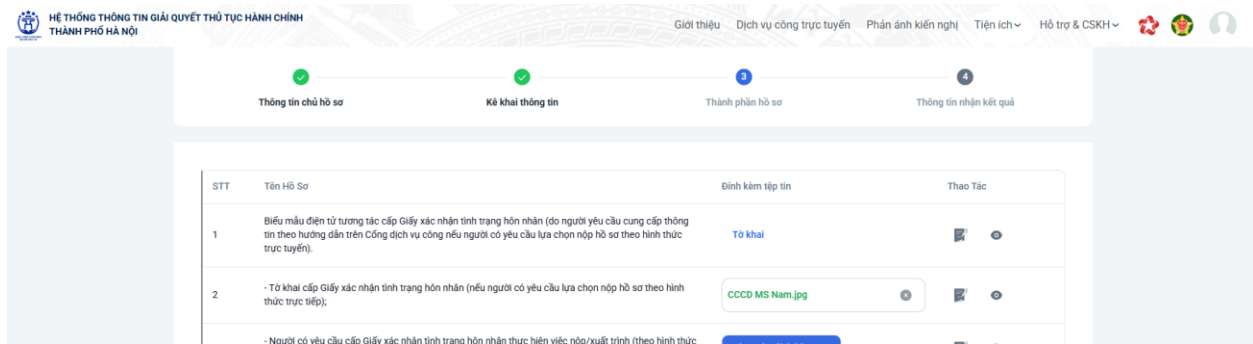 HỆ THỐNG THÔNG TIN GIẢI QUYẾT THỦ TỤC HÀNH CHÍNH
THÀNH PHỐ HÀ NỘI
Giới thiệu Dịch vụ công trực tuyến Phản ánh kiến nghị Tiện ích Hỗ trợ & CSKH
3 4
Thông tin chủ hồ sơ Kê khai thông tin Thành phần hồ sơ Thông tin nhận kết quả
STT Tên Hồ Sơ Đính kèm tệp tin Thao Tác
Biểu mẫu điện tử tương tác cấp Giấy xác nhận tình trạng hôn nhân (do người yêu cầu cung cấp thông
1 tin theo hướng dẫn trên Cổng dịch vụ công nếu người có yêu cầu lựa chọn nộp hồ sơ theo hình thức Tờ khai
trực tuyến).
2 - Tờ khai cấp Giấy xác nhận tình trạng hôn nhân (nếu người có yêu cầu lựa chọn nộp hồ sơ theo hình CCCD MS Nam.jpg
thức trực tiếp);
- Người có yêu cầu cấp Giấy xác nhận tình trạng hôn nhân thực hiện việc nộp/xuất trình (theo hình thức